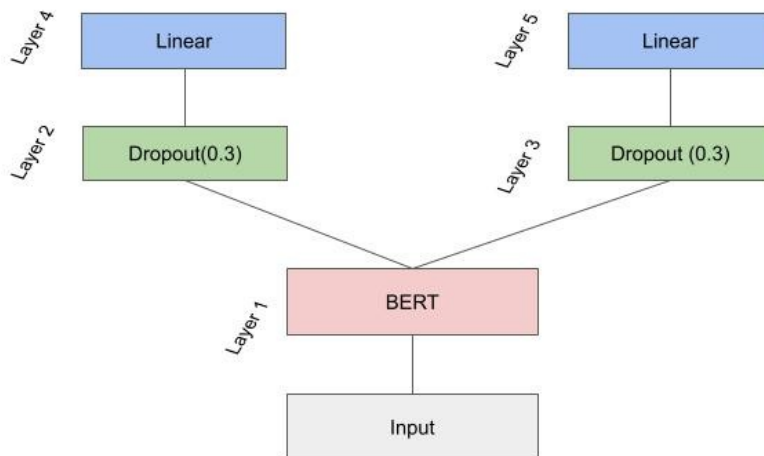 Layer 4
Linear
Layer 5
Linear
Layer 2
Dropout(0.3)
Layer 3
Dropout (0.3)
Layer 1
BERT
Input